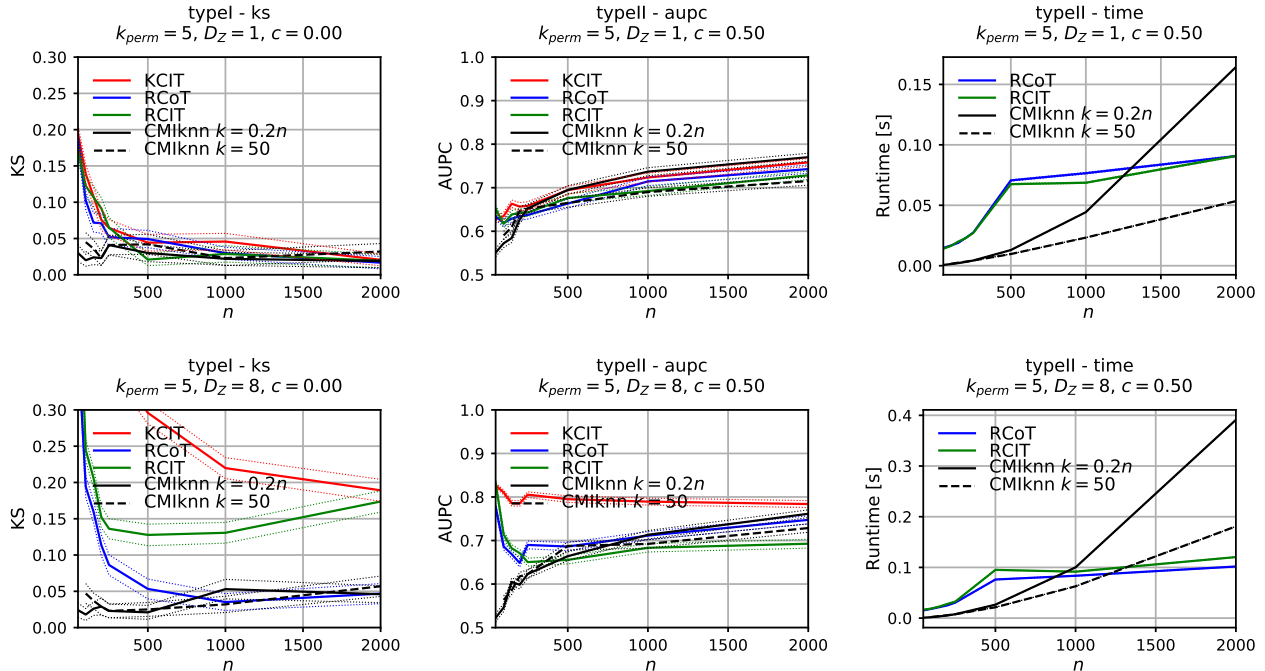 typeI - ks
k_perm = 5, D_Z = 1, c = 0.00
0.30
0.25
0.20
0.15
0.10
0.05
0.00
KS
KCIT
RCoT
RCIT
CMIknn k = 0.2n
CMIknn k = 50
500
1000
1500
2000
n
typeII - aupc
k_perm = 5, D_Z = 1, c = 0.50
1.0
0.9
0.8
0.7
0.6
0.5
AUPC
KCIT
RCoT
RCIT
CMIknn k = 0.2n
CMIknn k = 50
500
1000
1500
2000
n
typeII - time
k_perm = 5, D_Z = 1, c = 0.50
0.15
0.10
0.05
0.00
Runtime [s]
RCoT
RCIT
CMIknn k = 0.2n
CMIknn k = 50
500
1000
1500
2000
n
typeI - ks
k_perm = 5, D_Z = 8, c = 0.00
0.30
0.25
0.20
0.15
0.10
0.05
0.00
KS
KCIT
RCoT
RCIT
CMIknn k = 0.2n
CMIknn k = 50
500
1000
1500
2000
n
typeII - aupc
k_perm = 5, D_Z = 8, c = 0.50
1.0
0.9
0.8
0.7
0.6
0.5
AUPC
KCIT
RCoT
RCIT
CMIknn k = 0.2n
CMIknn k = 50
500
1000
1500
2000
n
typeII - time
k_perm = 5, D_Z = 8, c = 0.50
0.4
0.3
0.2
0.1
0.0
Runtime [s]
RCoT
RCIT
CMIknn k = 0.2n
CMIknn k = 50
500
1000
1500
2000
n